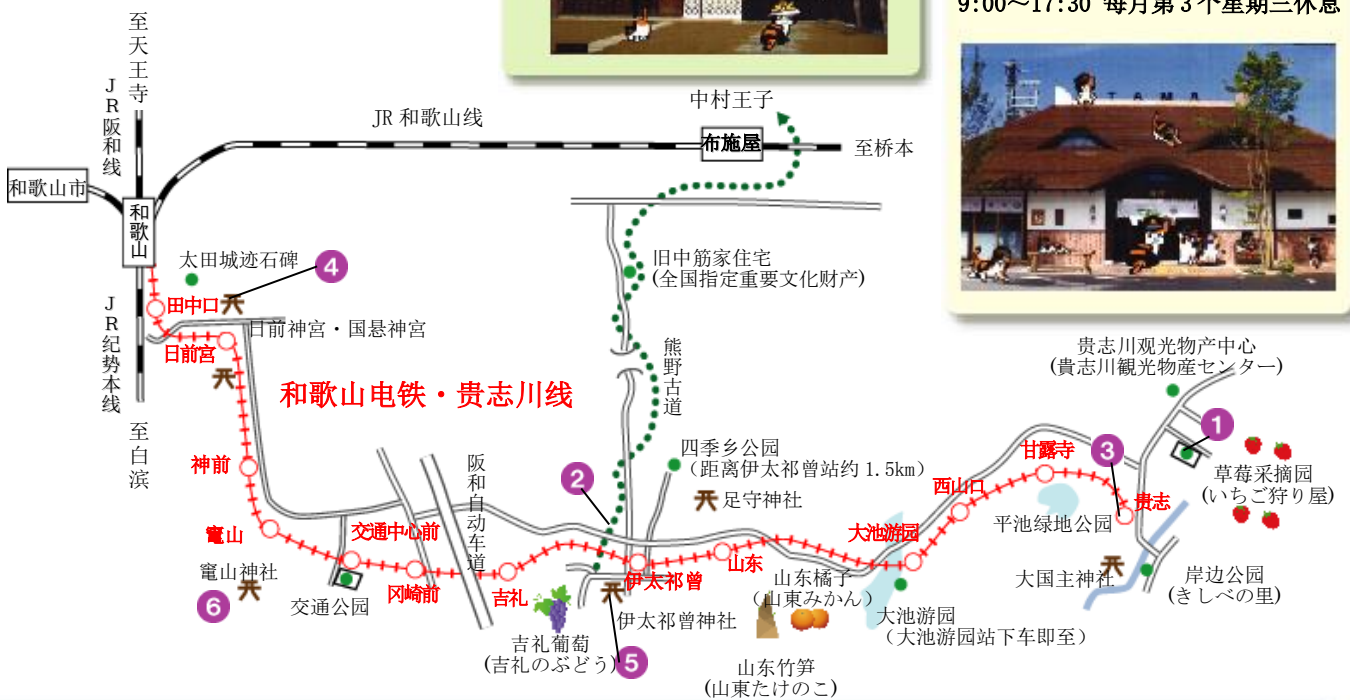 9:00～17:30 每月第3个星期三休息
TAMA
至天王寺
JR阪和线
JR 和歌山线
中村王子
布施屋
至桥本
和歌山市
和歌山
太田城迹石碑
4
田中口
日前神宫・国悬神宫
日前宫
JR纪势本线
至白滨
旧中筋家住宅
(全国指定重要文化财产)
熊野古道
和歌山电铁・贵志川线
贵志川观光物产中心
(貴志川観光物産センター)
1
草莓采摘园
(いちご狩り屋)
3
甘露寺
贵志
神前
四季乡公园
（距离伊太祁曾站约 1.5km）
足守神社
2
西山口
平池绿地公园
阪和自动车道
竃山
交通中心前
大池游园
竃山神社
6
交通公园
冈崎前
吉礼
伊太祁曾
山东
大国主神社
岸边公园
(きしべの里)
山东橘子
（山東みかん）
伊太祁曾神社
大池游园
（大池游园站下车即至）
吉礼葡萄
(吉礼のぶどう)
5
山东竹笋
(山東たけのこ)